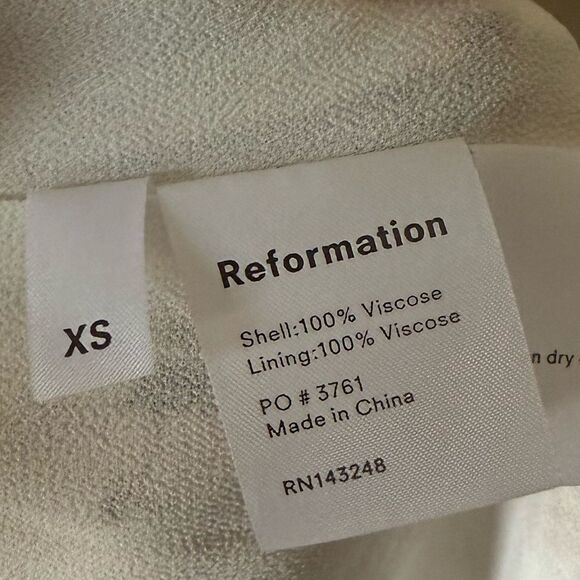 XS
Reformation
Shell:100% Viscose
Lining:100% Viscose
PO # 3761
Made in China
RN143248
dry